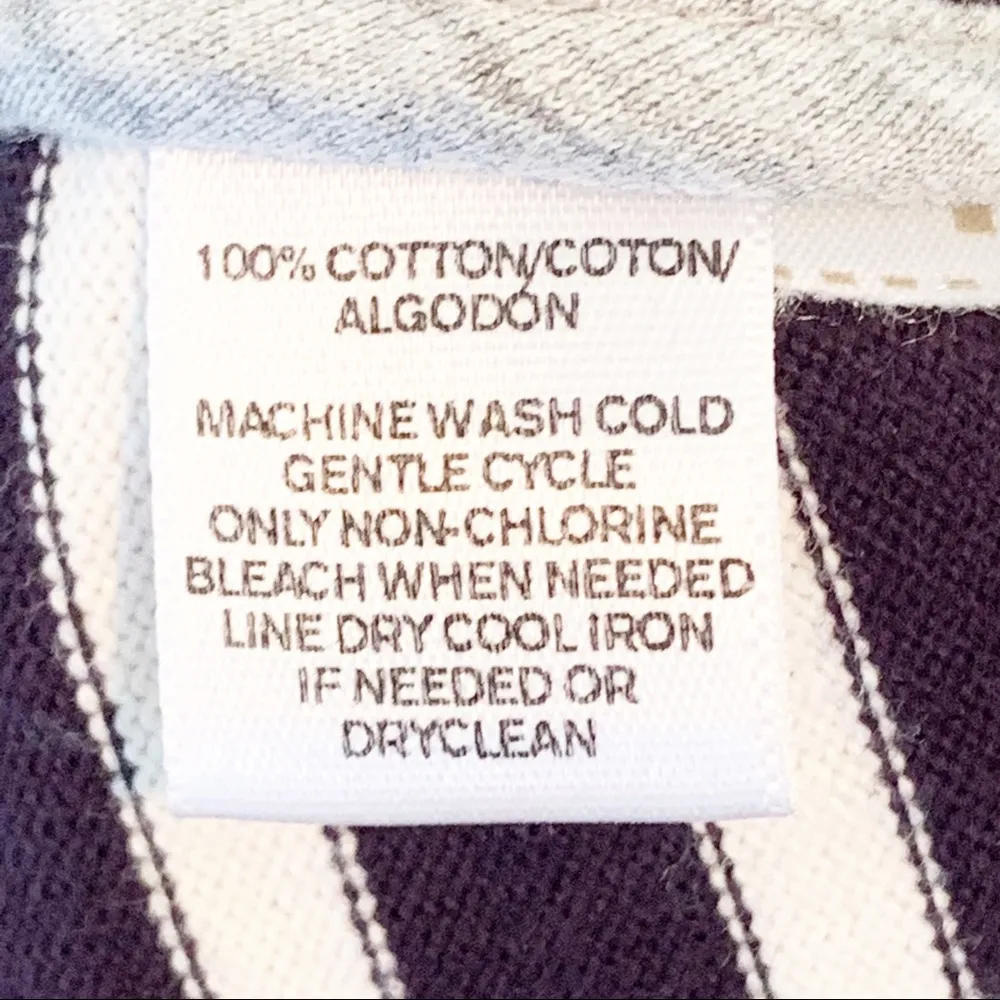 100% COTTON/COTON/
ALGODÓN
MACHINE WASH COLD
GENTLE CYCLE
ONLY NON-CHLORINE
BLEACH WHEN NEEDED
LINE DRY COOL IRON
IF NEEDED OR
DRYCLEAN